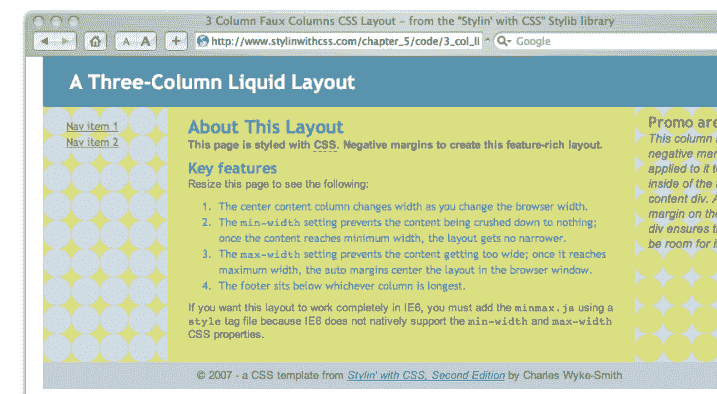 3 Column Faux Columns CSS Layout – from the "Stylin' with CSS" Stylib library
A A + http://www.stylinwithcss.com/chapter_5/code/3_col_li Google
A Three-Column Liquid Layout
Nav item 1
Nav item 2
About This Layout
This page is styled with CSS. Negative margins to create this feature-rich layout.
Key features
Resize this page to see the following:
1. The center content column changes width as you change the browser width.
2. The min-width setting prevents the content being crushed down to nothing;
once the content reaches minimum width, the layout gets no narrower.
3. The max-width setting prevents the content getting too wide; once it reaches
maximum width, the auto margins center the layout in the browser window.
4. The footer sits below whichever column is longest.
If you want this layout to work completely in IE6, you must add the minmax.js using a
style tag file because IE6 does not natively support the min-width and max-width
CSS properties.
Promo are
This column
negative mar
applied to it t
inside of the
content div. A
margin on the
div ensures t
be room for i
© 2007 - a CSS template from Stylin' with CSS, Second Edition by Charles Wyke-Smith